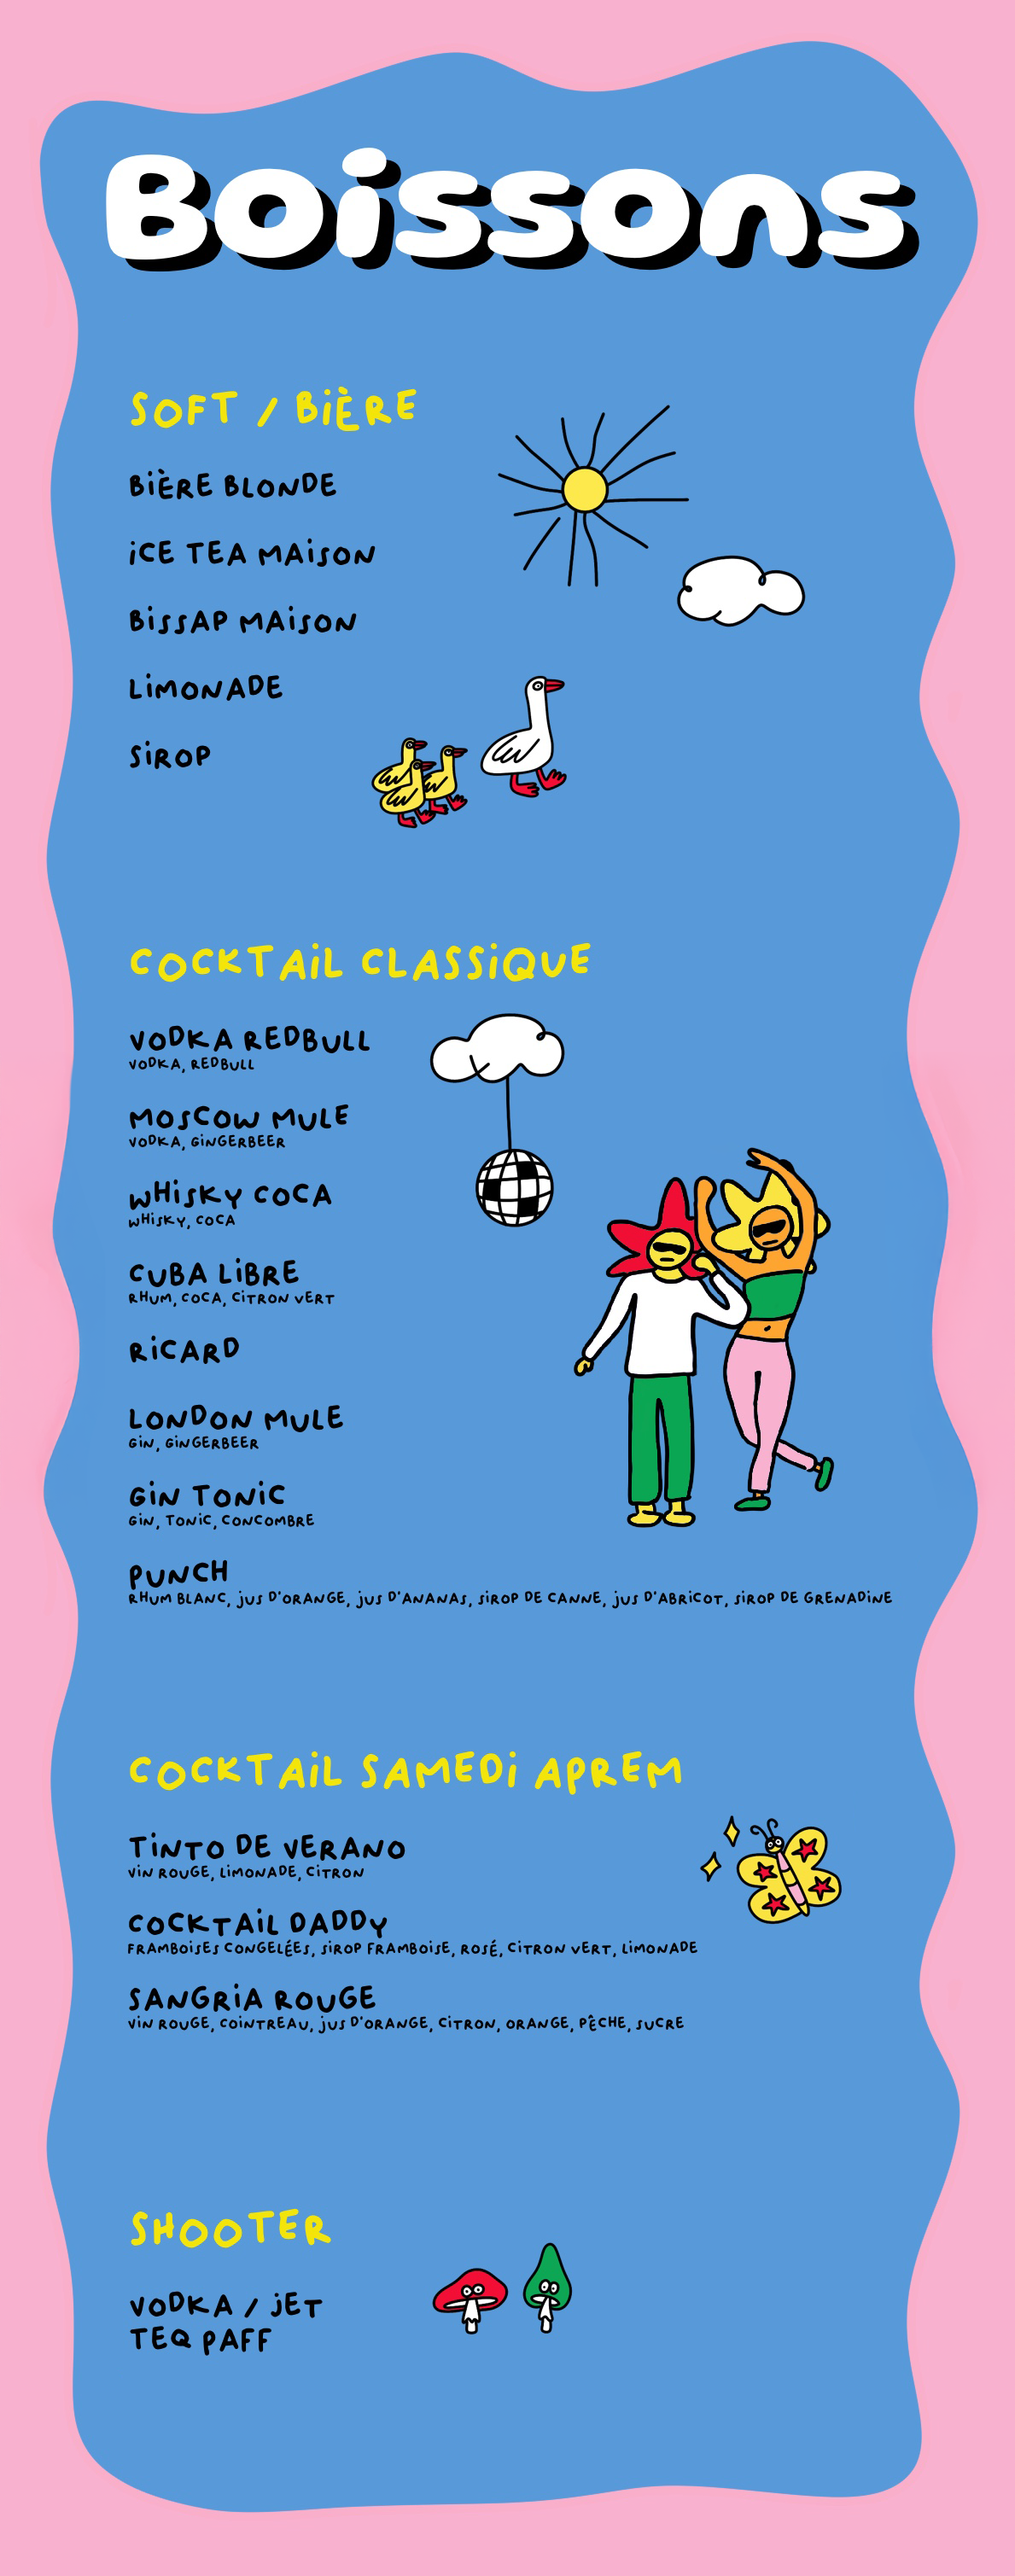 Boissons
SOFT / BIÈRE
BIÈRE BLONDE
ICE TEA MAISON
BISSAP MAISON
LIMONADE
SIROP
COCKTAIL CLASSIQUE
VODKA REDBULL
VODKA, REDBULL
MOSCOW MULE
VODKA, GINGERBEER
WHISKY COCA
WHISKY, COCA
CUBA LIBRE
RHUM, COCA, CITRON VERT
RICARD
LONDON MULE
GIN, GINGERBEER
GIN TONIC
GIN, TONIC, CONCOMBRE
PUNCH
RHUM BLANC, JUS D'ORANGE, JUS D'ANANAS, SIROP DE CANNE, JUS D'ABRICOT, SIROP DE GRENADINE
COCKTAIL SAMEDI APREM
TINTO DE VERANO
VIN ROUGE, LIMONADE, CITRON
COCKTAIL DADDY
FRAMBOISES CONGELÉES, SIROP FRAMBOISE, ROSÉ, CITRON VERT, LIMONADE
SANGRIA ROUGE
VIN ROUGE, COINTREAU, JUS D'ORANGE, CITRON, ORANGE, PÊCHE, SUCRE
SHOOTER
VODKA / JET
TEQ PAFF